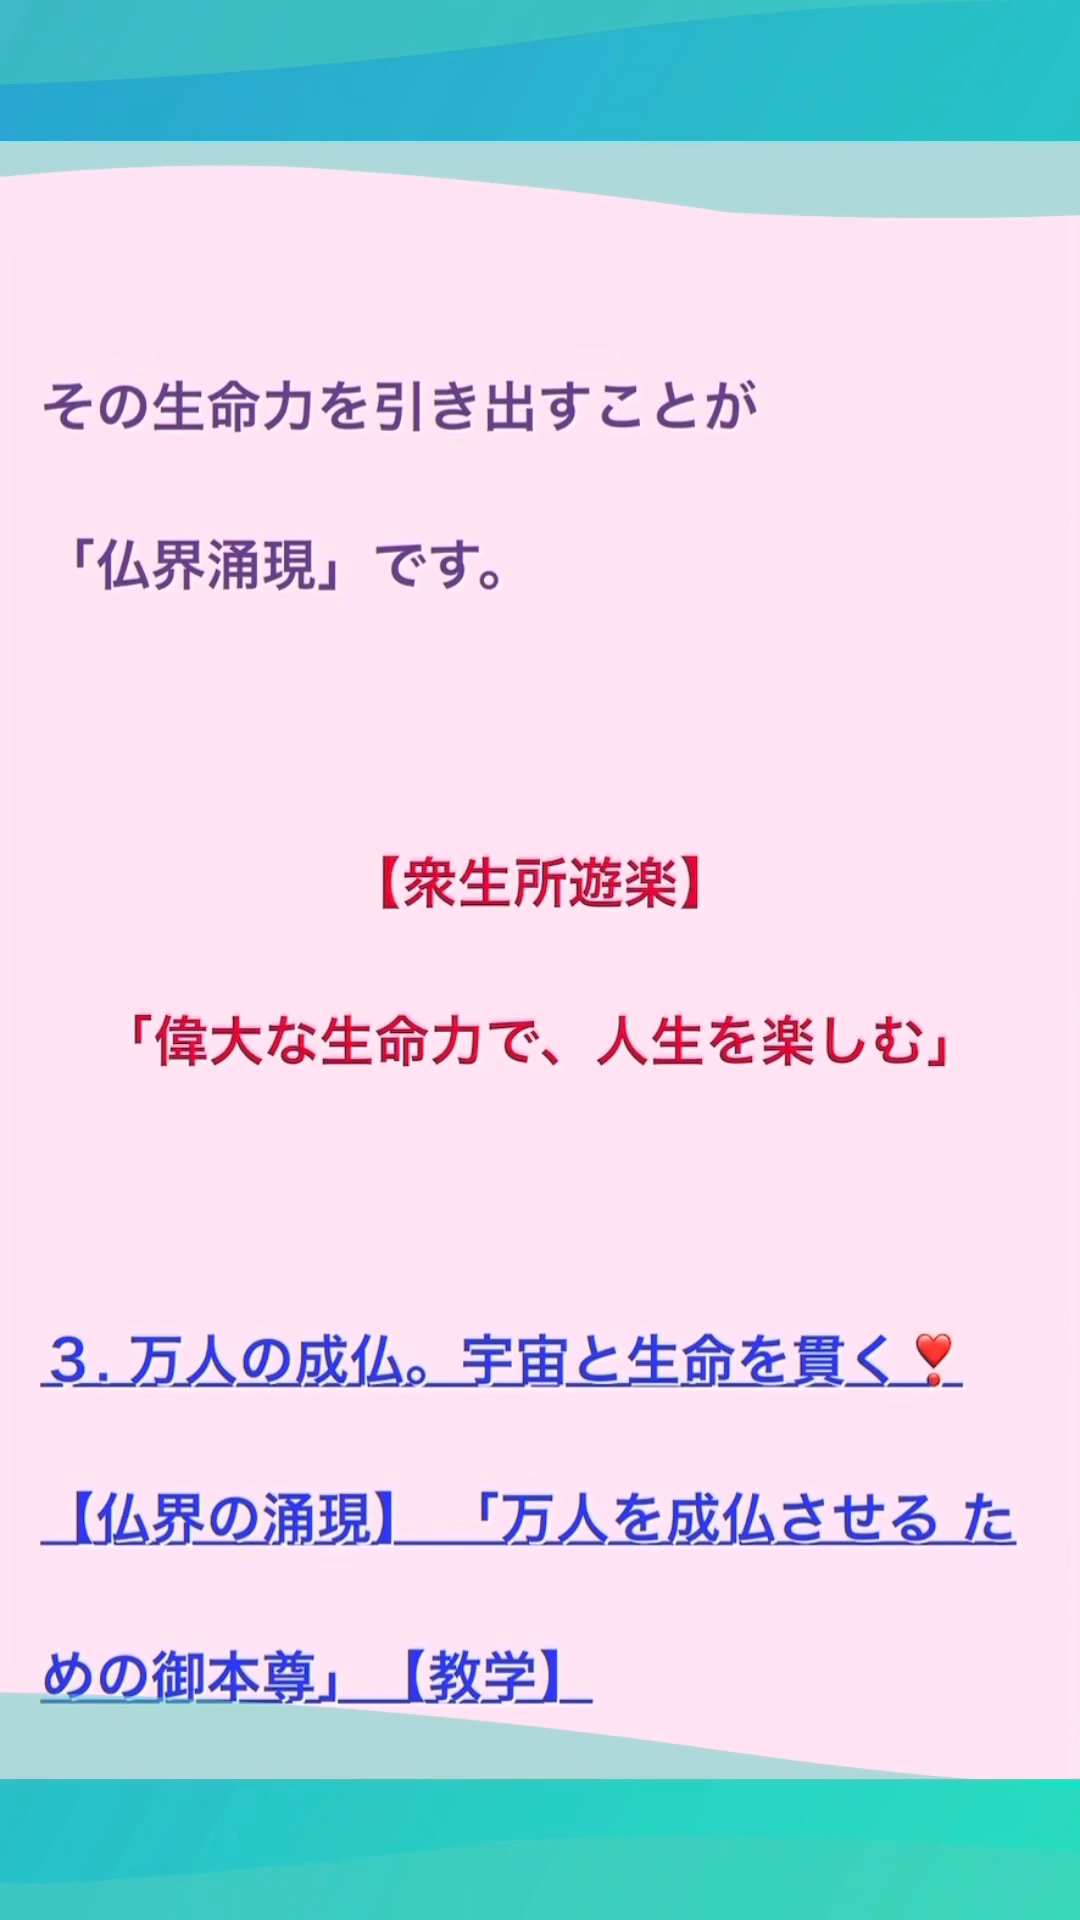 その生命力を引き出すことが
「仏界涌現」です。
【衆生所遊楽】
「偉大な生命力で、人生を楽しむ」
３. 万人の成仏。宇宙と生命を貫く❣️
【仏界の涌現】 「万人を成仏させる た
めの御本尊」【教学】